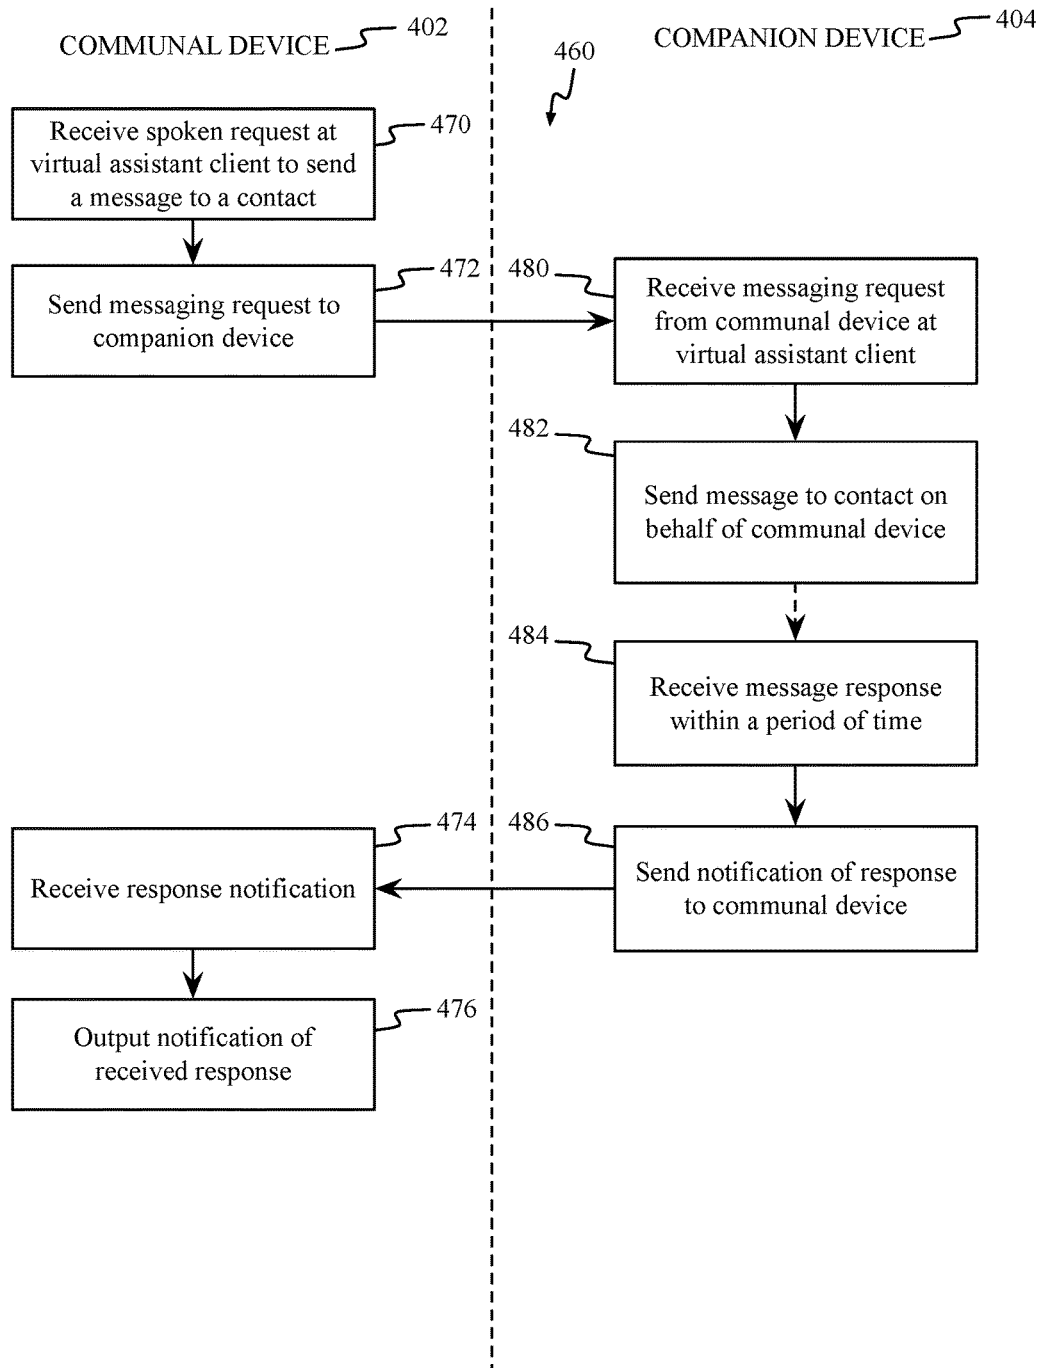 COMMUNAL DEVICE
402
COMPANION DEVICE
404
460
Receive spoken request at
virtual assistant client to send
a message to a contact
470
Send messaging request to
companion device
472
480
Receive messaging request
from communal device at
virtual assistant client
482
Send message to contact on
behalf of communal device
484
Receive message response
within a period of time
474
Receive response notification
486
Send notification of response
to communal device
476
Output notification of
received response